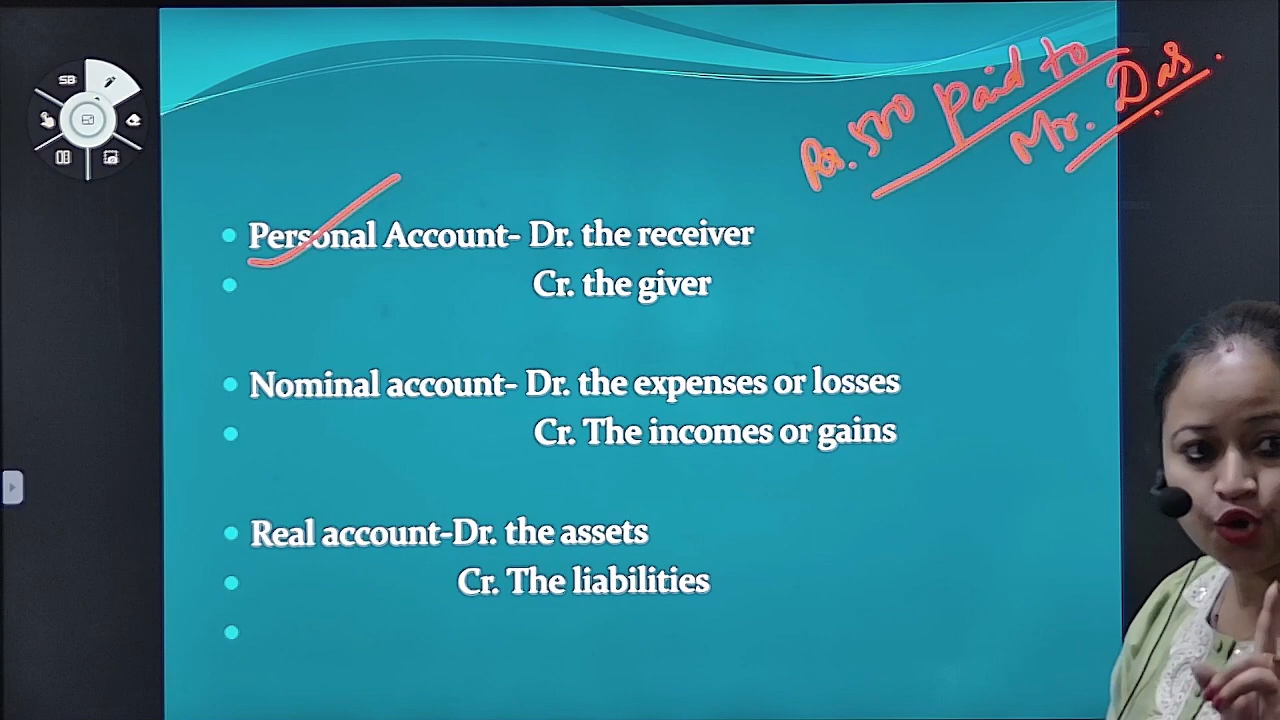 SB
Rs. 500 Paid to
Mr. Das.
Personal Account- Dr. the receiver
Cr. the giver
Nominal account- Dr. the expenses or losses
Cr. The incomes or gains
Real account-Dr. the assets
Cr. The liabilities